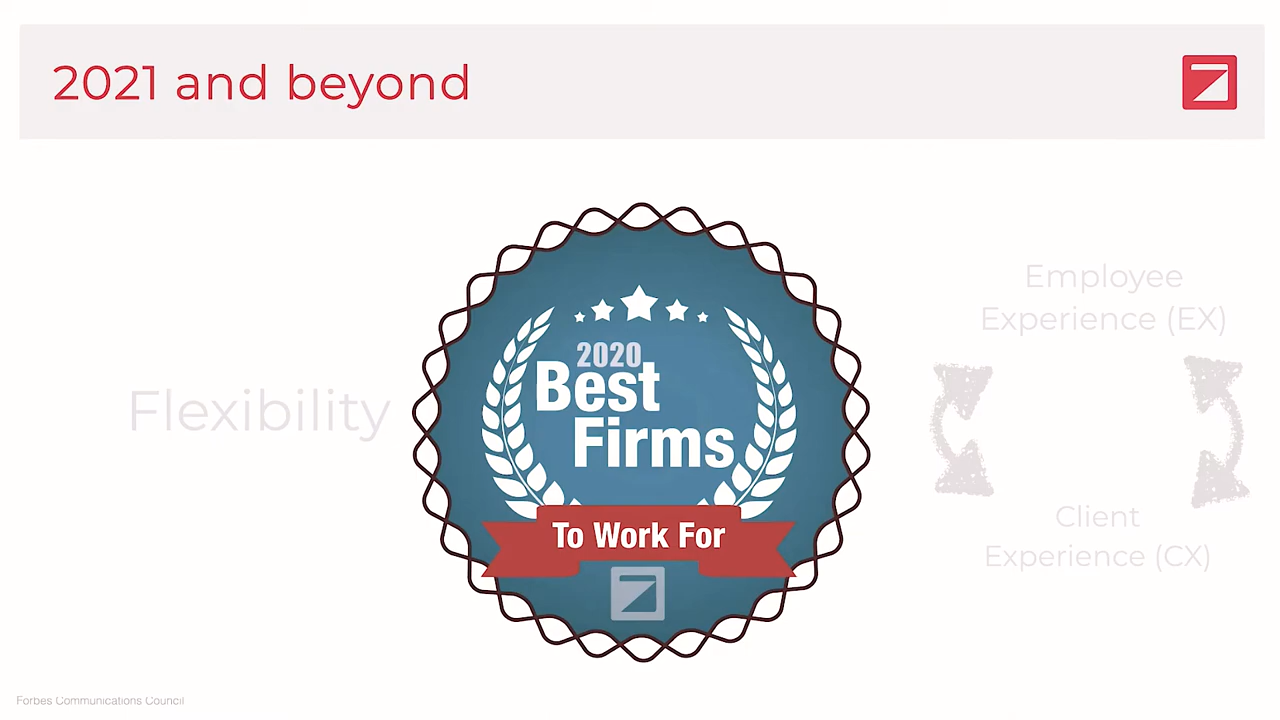 2021 and beyond
Flexibility
2020
Best
Firms
To Work For
Employee
Experience (EX)
Client
Experience (CX)
Forbes Communications Council